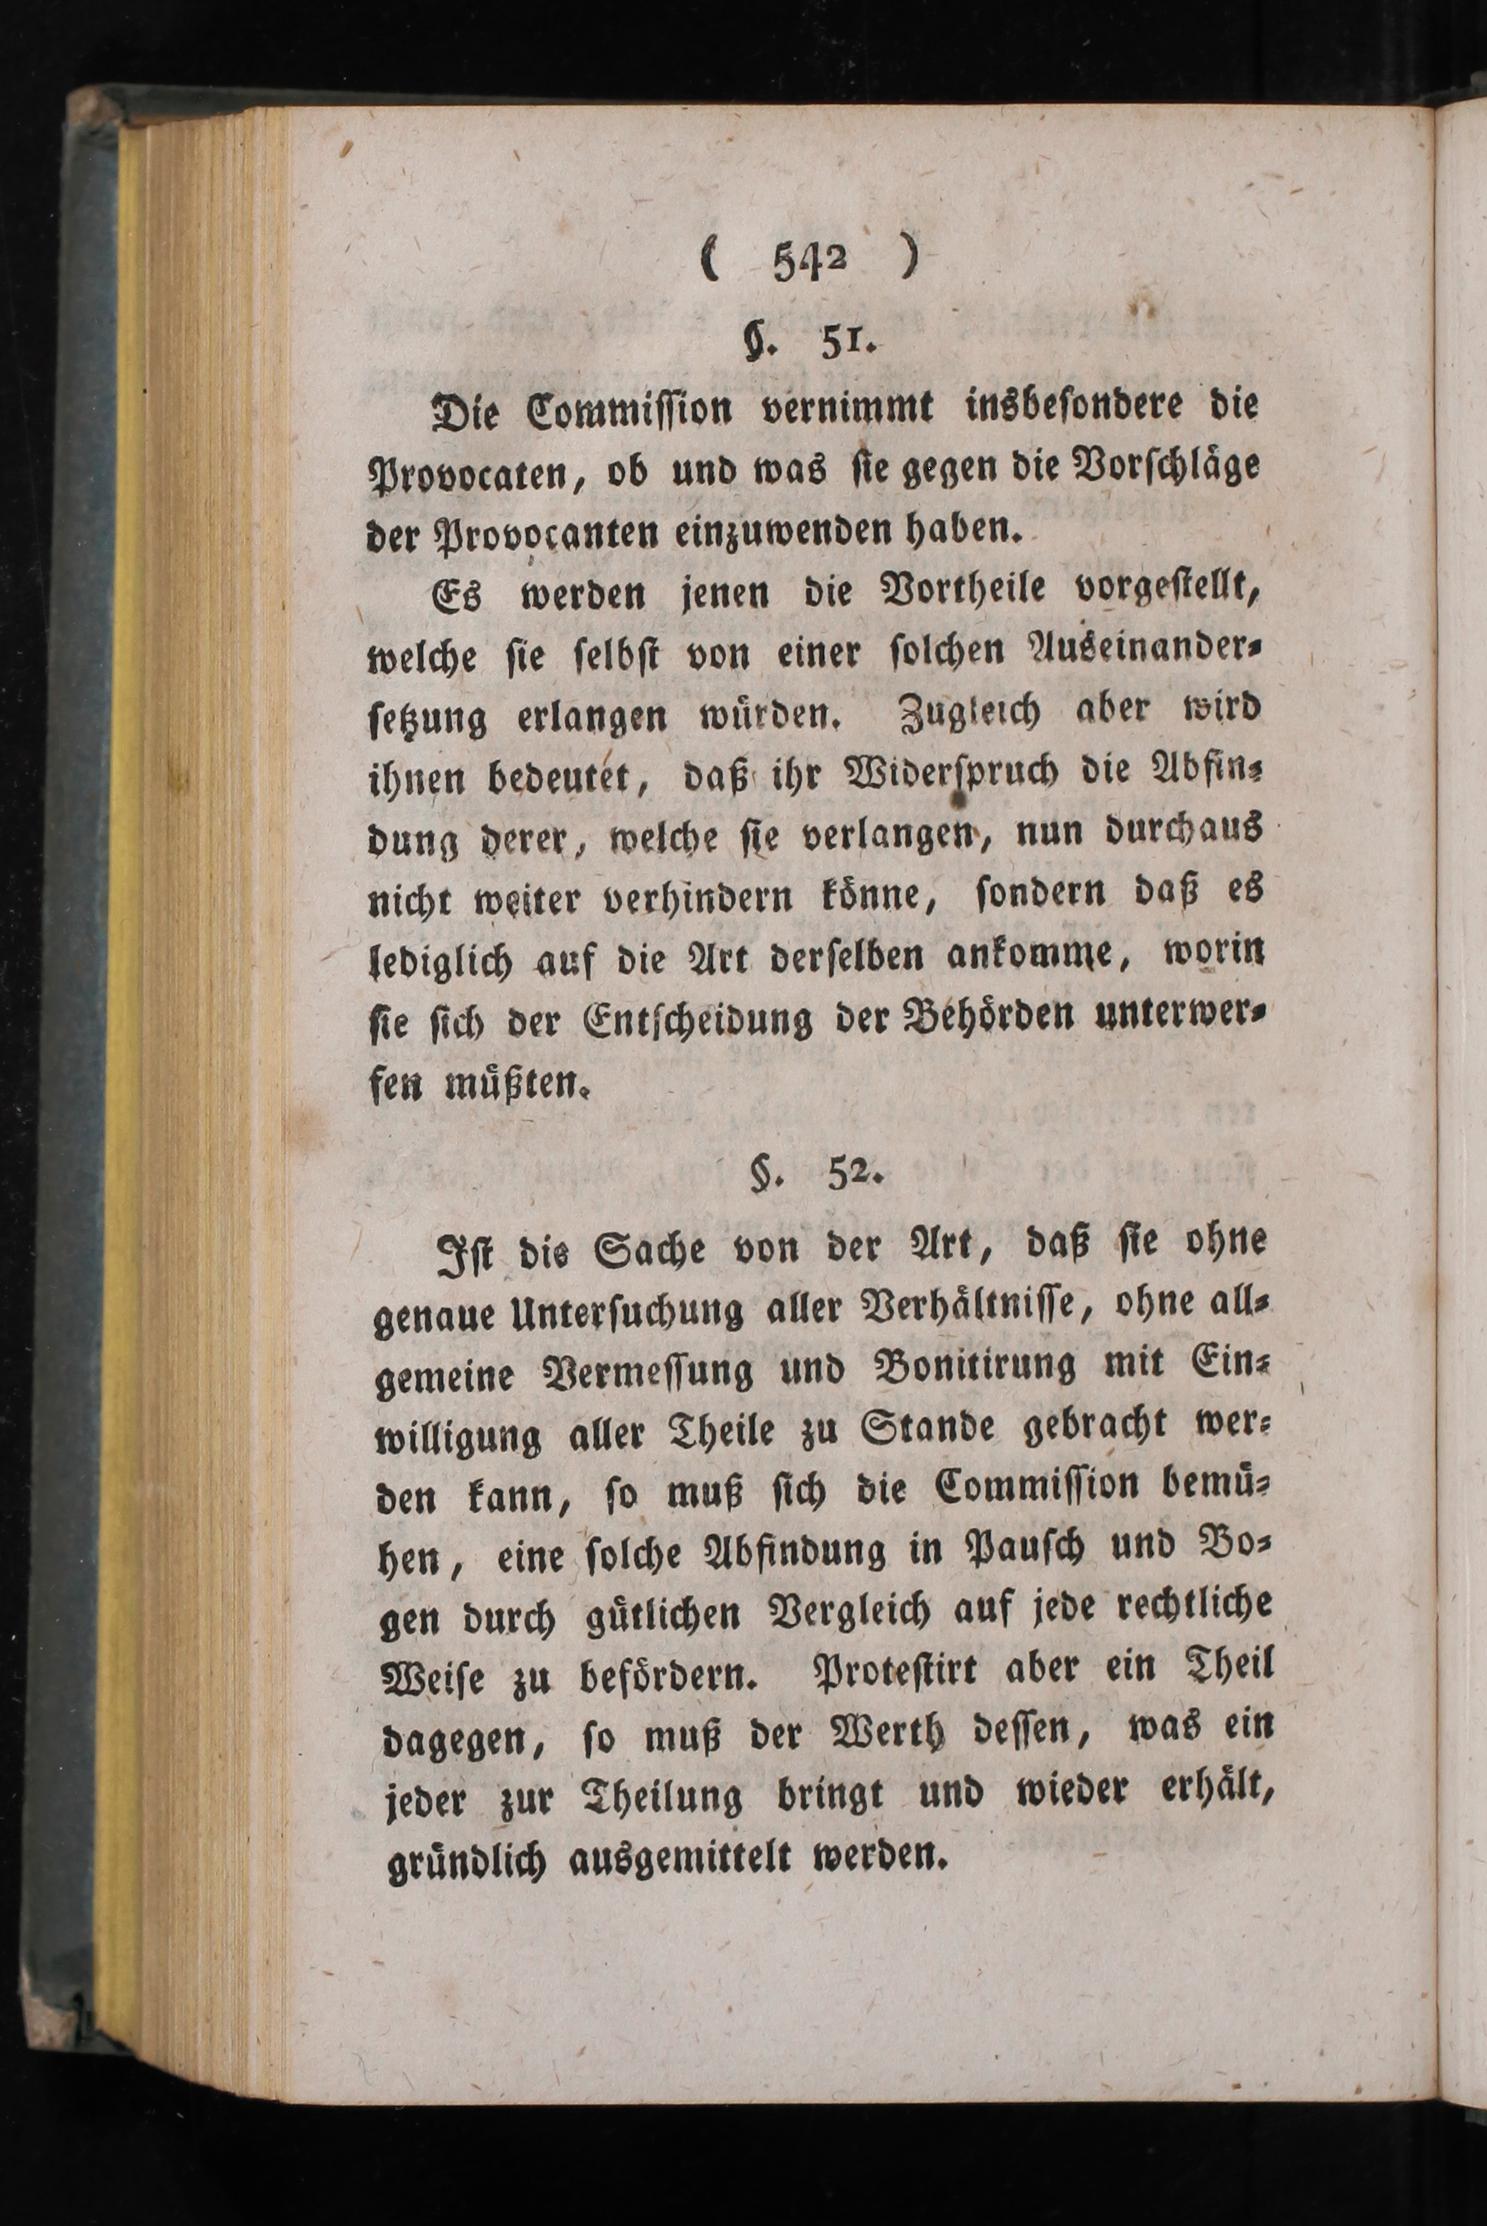 ( 542 )
§. 51.
Die Commiſſion vernimmt insbeſondere die
Provocaten, ob und was ſie gegen die Vorſchläge
der Provocanten einzuwenden haben.
Es werden jenen die Vortheile vorgeſtellt,
welche ſie ſelbſt von einer ſolchen Auseinander⸗
ſetzung erlangen würden. Zugleich aber wird
ihnen bedeutet, daß ihr Widerſpruch die Abfin⸗
dung derer, welche ſie verlangen, nun durchaus
nicht weiter verhindern könne, ſondern daß es
lediglich auf die Art derſelben ankomme, worin
ſie ſich der Entſcheidung der Behörden unterwer⸗
fen müßten.
§. 52.
Iſt die Sache von der Art, daß ſie ohne
genaue Unterſuchung aller Verhältniſſe, ohne all⸗
gemeine Vermeſſung und Bonitirung mit Ein⸗
willigung aller Theile zu Stande gebracht wer⸗
den kann, ſo muß ſich die Commiſſion bemü⸗
hen, eine ſolche Abfindung in Pauſch und Bo⸗
gen durch gütlichen Vergleich auf jede rechtliche
Weiſe zu befördern. Proteſtirt aber ein Theil
dagegen, ſo muß der Werth deſſen, was ein
jeder zur Theilung bringt und wieder erhält,
gründlich ausgemittelt werden.